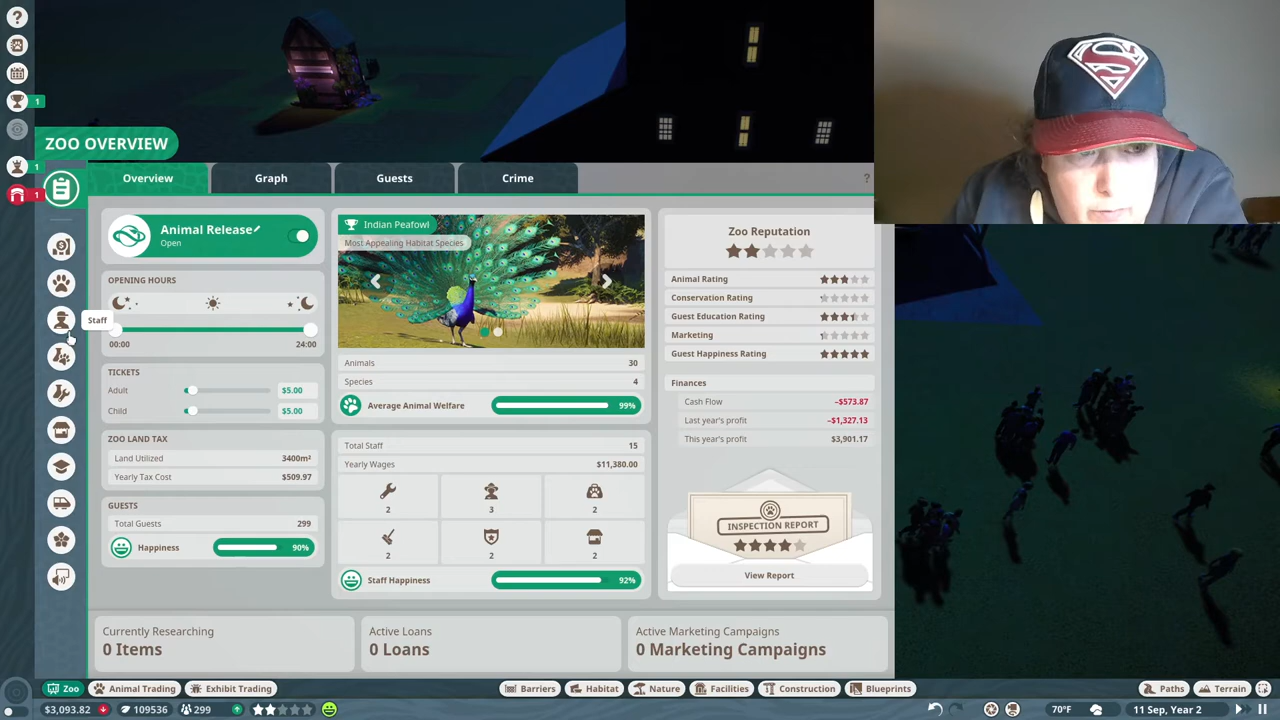 ?
1
1
1
ZOO OVERVIEW
Overview
Graph
Guests
Crime
?
Animal Release
Open
OPENING HOURS
00:00
24:00
Staff
TICKETS
Adult
$5.00
Child
$5.00
ZOO LAND TAX
Land Utilized
3400m²
Yearly Tax Cost
$509.97
GUESTS
Total Guests
299
Happiness
90%
Indian Peafowl
Most Appealing Habitat Species
Animals
30
Species
4
Average Animal Welfare
99%
Total Staff
15
Yearly Wages
$11,380.00
2
3
2
2
2
2
Staff Happiness
92%
Zoo Reputation
Animal Rating
Conservation Rating
Guest Education Rating
Marketing
Guest Happiness Rating
Finances
Cash Flow
-$573.87
Last year's profit
-$1,327.13
This year's profit
$3,901.17
INSPECTION REPORT
View Report
Currently Researching
0 Items
Active Loans
0 Loans
Active Marketing Campaigns
0 Marketing Campaigns
Zoo
Animal Trading
Exhibit Trading
Barriers
Habitat
Nature
Facilities
Construction
Blueprints
Paths
Terrain
$3,093.82
109536
299
70°F
11 Sep, Year 2